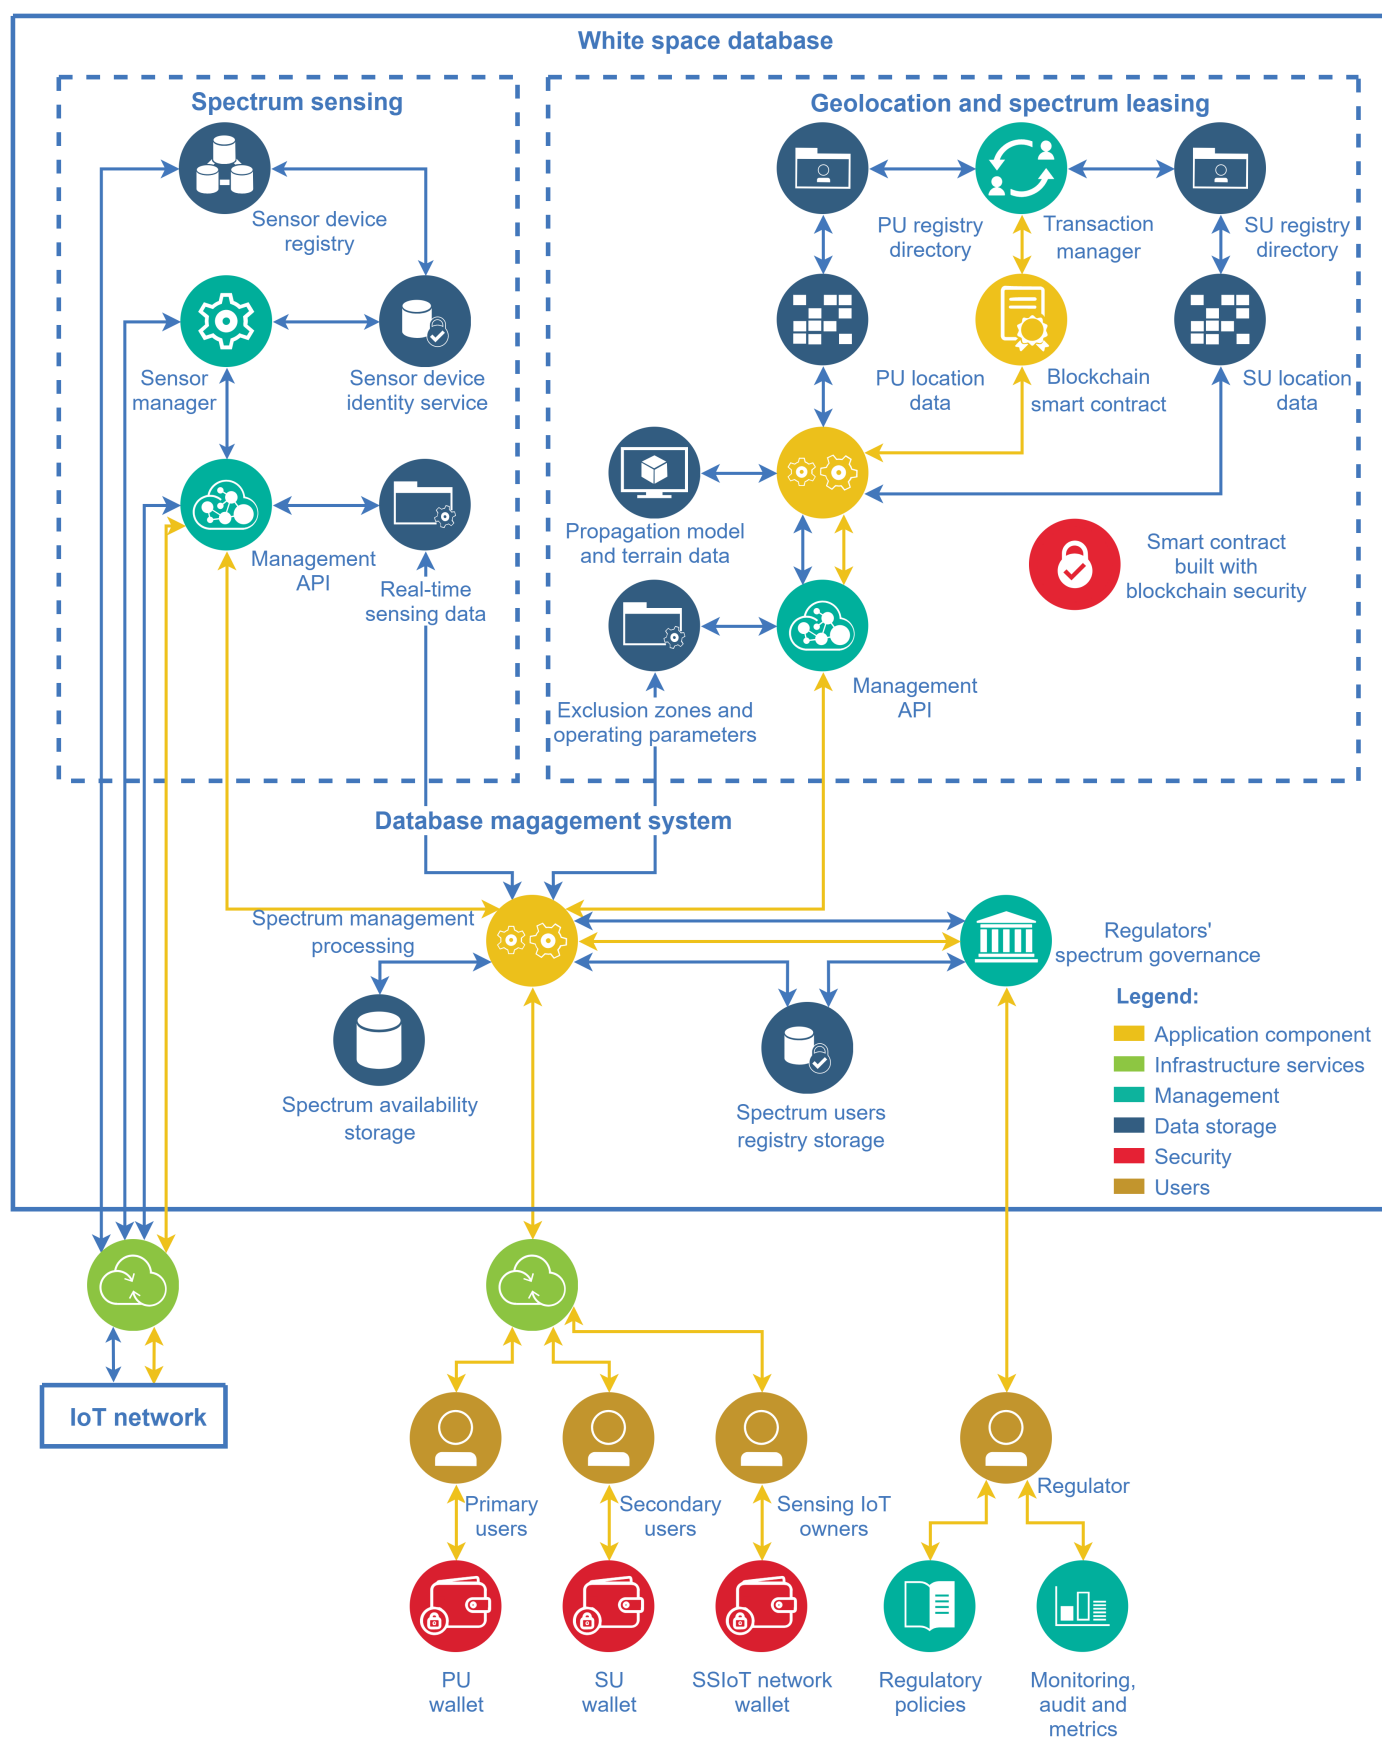 White space database
Spectrum sensing
Sensor device
registry
Sensor
manager
Sensor device
identity service
Management
API
Real-time
sensing data
Geolocation and spectrum leasing
PU registry
directory
Transaction
manager
SU registry
directory
PU location
data
Blockchain
smart contract
SU location
data
Propagation model
and terrain data
Smart contract
built with
blockchain security
Exclusion zones and
operating parameters
Management
API
Database magagement system
Spectrum management
processing
Regulators'
spectrum governance
Spectrum availability
storage
Spectrum users
registry storage
Legend:
Application component
Infrastructure services
Management
Data storage
Security
Users
IoT network
Primary
users
Secondary
users
Sensing IoT
owners
Regulator
PU
wallet
SU
wallet
SSIoT network
wallet
Regulatory
policies
Monitoring,
audit and
metrics